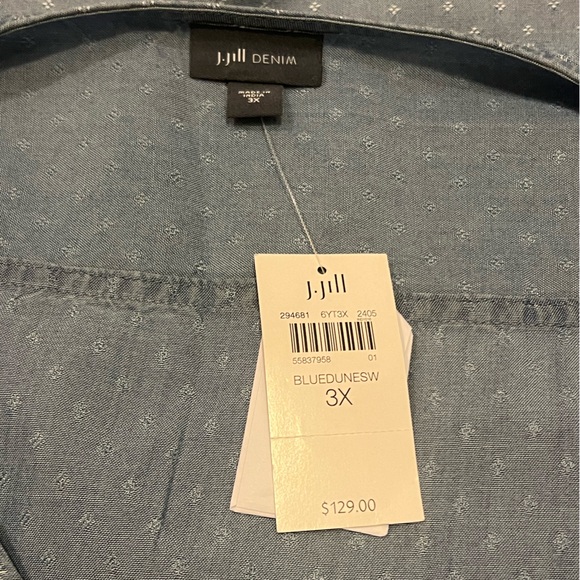 J.Jill DENIM
MADE IN
INDIA
3X
J.Jill
294681 6YT3X 2405
55837958 01
BLUEDUNESW
3X
$129.00